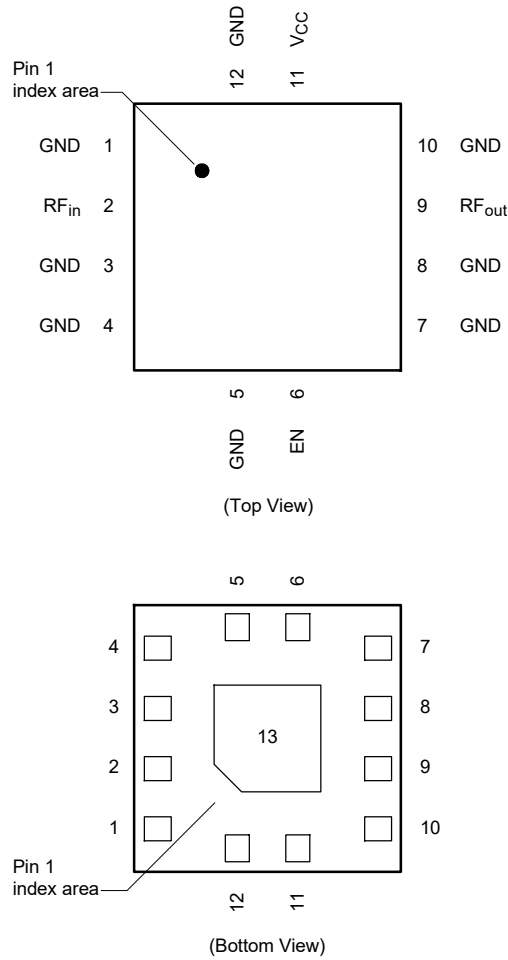 GND VCC
12 11
Pin 1
index area
GND 1 10 GND
RFin 2 9 RFout
GND 3 8 GND
GND 4 7 GND
5 6
GND EN
(Top View)
5 6
4 7
3 8
13
2 9
1 10
Pin 1
index area
12 11
(Bottom View)